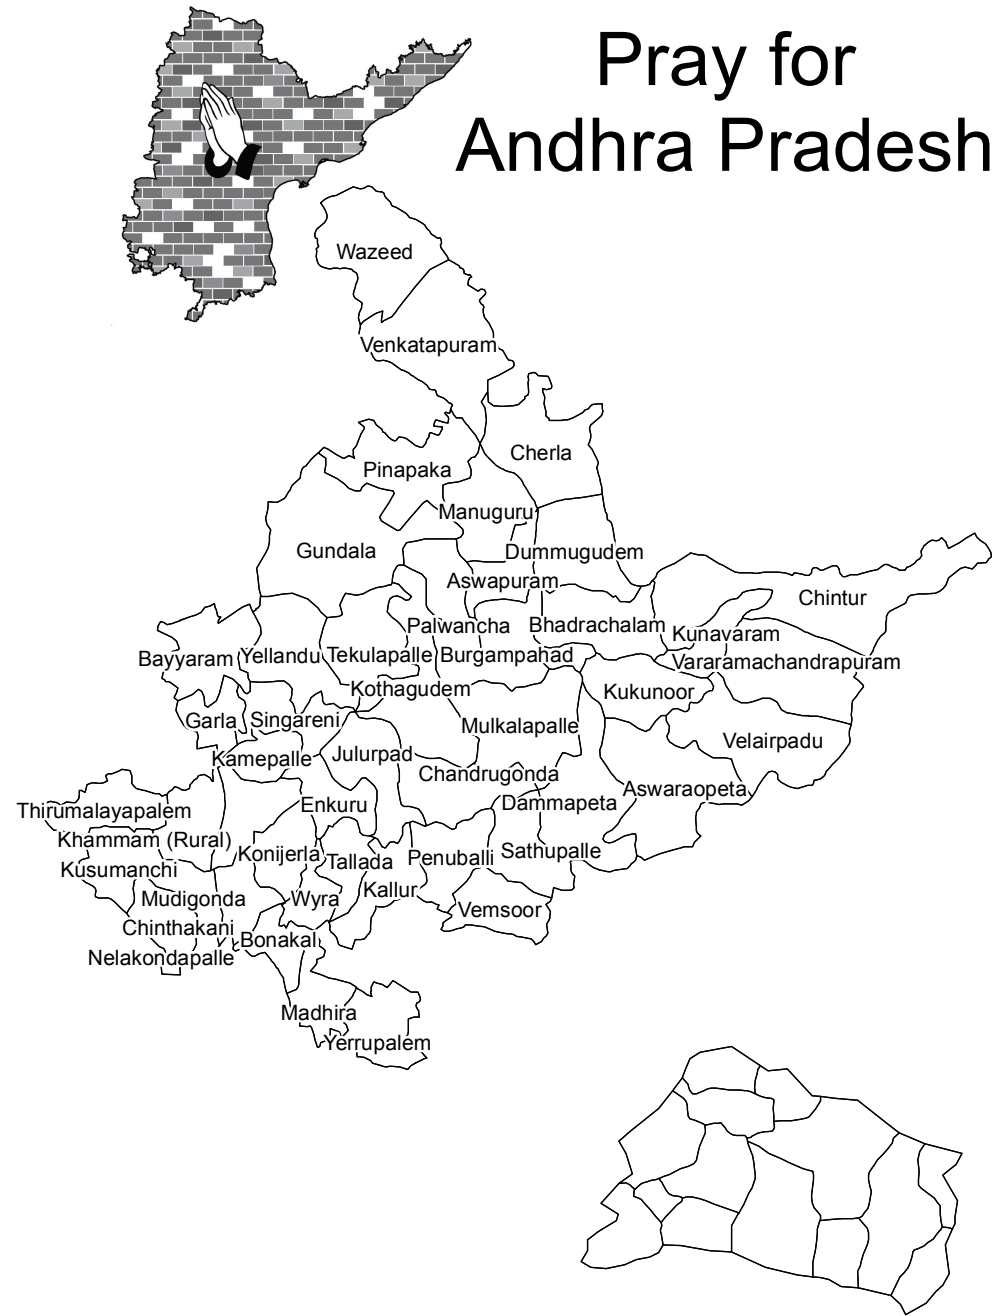 Pray for
Andhra Pradesh
Wazeed
Venkatapuram
Cherla
Pinapaka
Manuguru
Gundala
Dummugudem
Aswapuram
Chintur
Palwancha
Bhadrachalam
Kunavaram
Bayyaram
Yellandu
Tekulapalle
Burgampahad
Vararamachandrapuram
Kothagudem
Kukunoor
Garla
Singareni
Mulkalapalle
Velairpadu
Kamepalle
Julurpad
Chandrugonda
Aswaraopeta
Thirumalayapalem
Enkuru
Dammapeta
Khammam (Rural)
Konijerla
Tallada
Penuballi
Sathupalle
Kusumanchi
Kallur
Mudigonda
Wyra
Vemsoor
Chinthakani
Bonakal
Nelakondapalle
Madhira
Yerrupalem